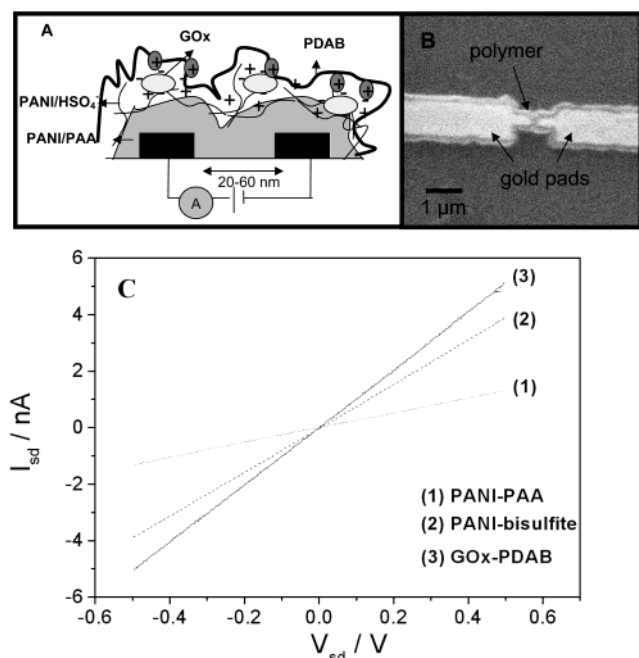 A
GOx
PDAB
PANI/HSO₄⁻
PANI/PAA
20-60 nm
A
B
polymer
gold pads
1 µm
C
I_sd / nA
6
4
2
0
-2
-4
-6
-0.6
-0.4
-0.2
0.0
0.2
0.4
0.6
V_sd / V
(3)
(2)
(1)
(1) PANI-PAA
(2) PANI-bisulfite
(3) GOx-PDAB